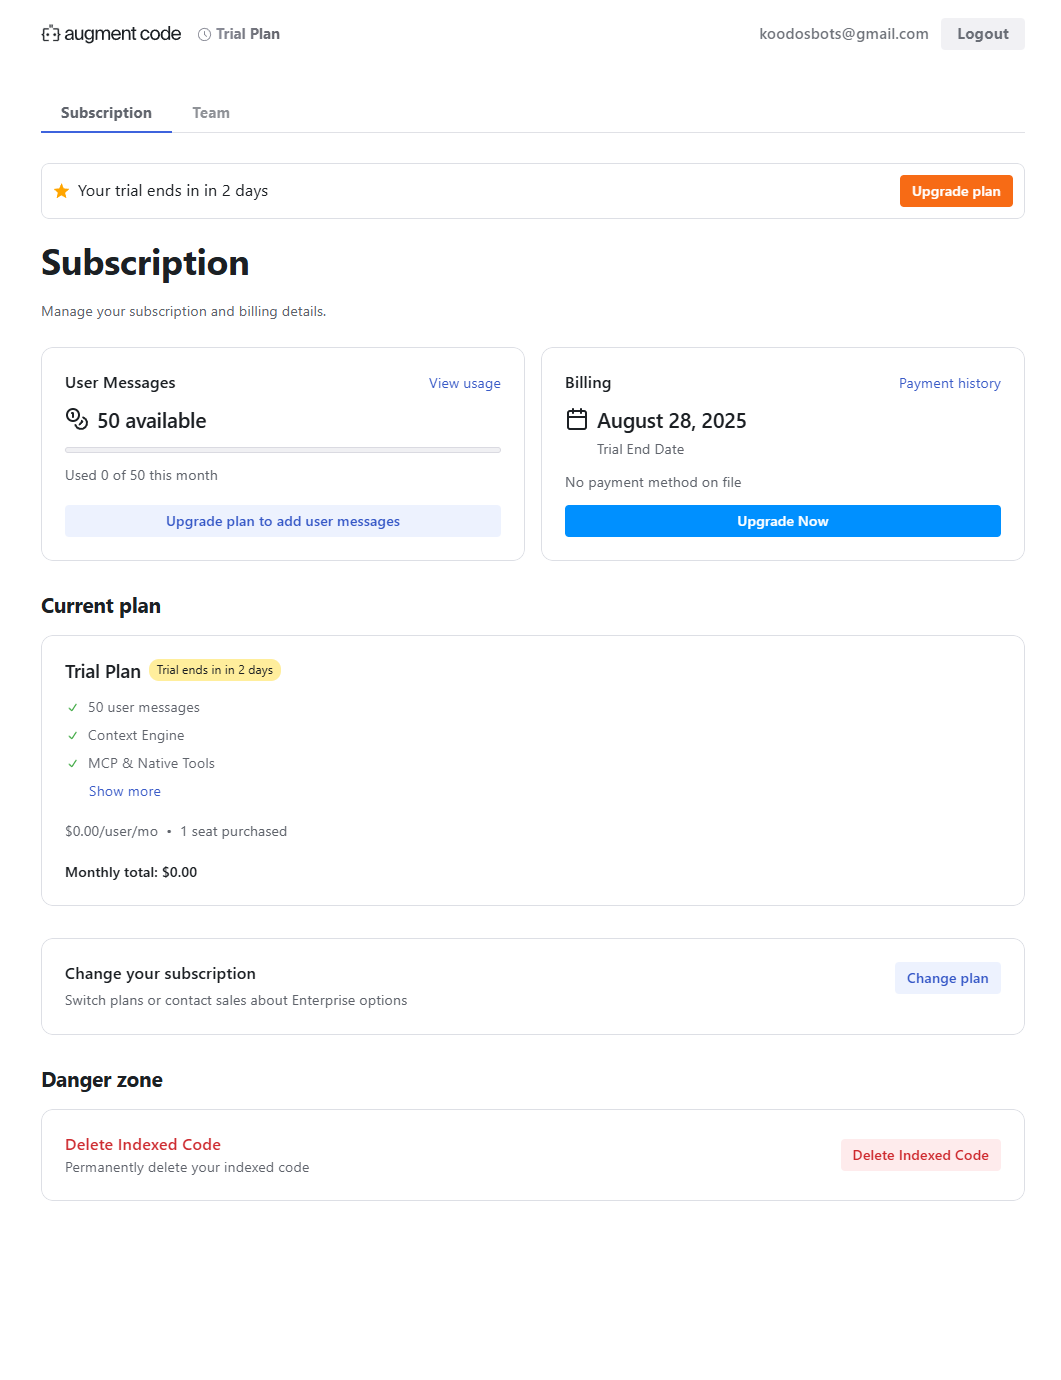 augment code Trial Plan koodosbots@gmail.com Logout
Subscription Team
Your trial ends in in 2 days Upgrade plan
Subscription
Manage your subscription and billing details.
User Messages View usage
50 available
Used 0 of 50 this month
Upgrade plan to add user messages
Billing Payment history
August 28, 2025
Trial End Date
No payment method on file
Upgrade Now
Current plan
Trial Plan Trial ends in in 2 days
50 user messages
Context Engine
MCP & Native Tools
Show more
$0.00/user/mo • 1 seat purchased
Monthly total: $0.00
Change your subscription
Switch plans or contact sales about Enterprise options
Change plan
Danger zone
Delete Indexed Code
Permanently delete your indexed code
Delete Indexed Code